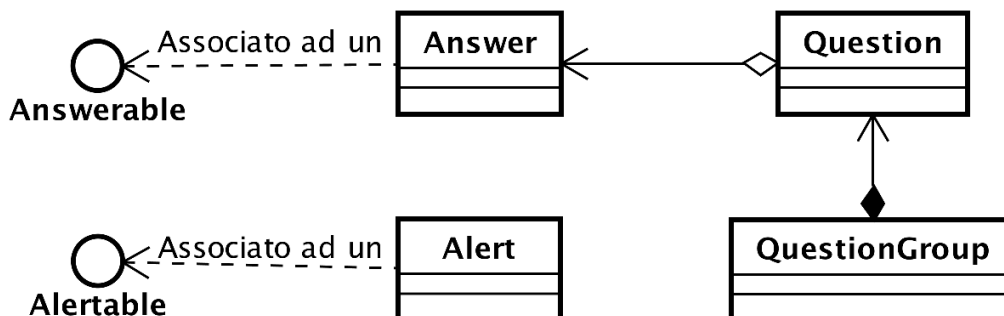 Associato ad un
Answer
Question
Answerable
Associato ad un
Alert
QuestionGroup
Alertable